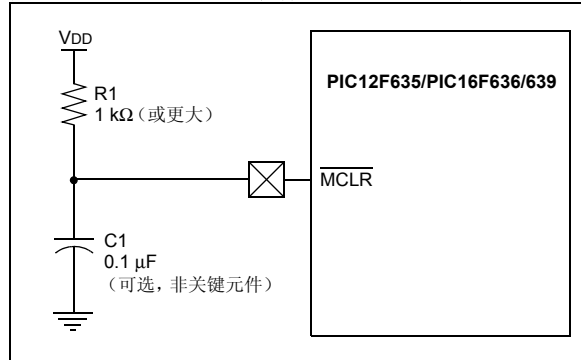 VDD
R1
1 kΩ（或更大）
C1
0.1 μF
（可选，非关键元件）
PIC12F635/PIC16F636/639
MCLR